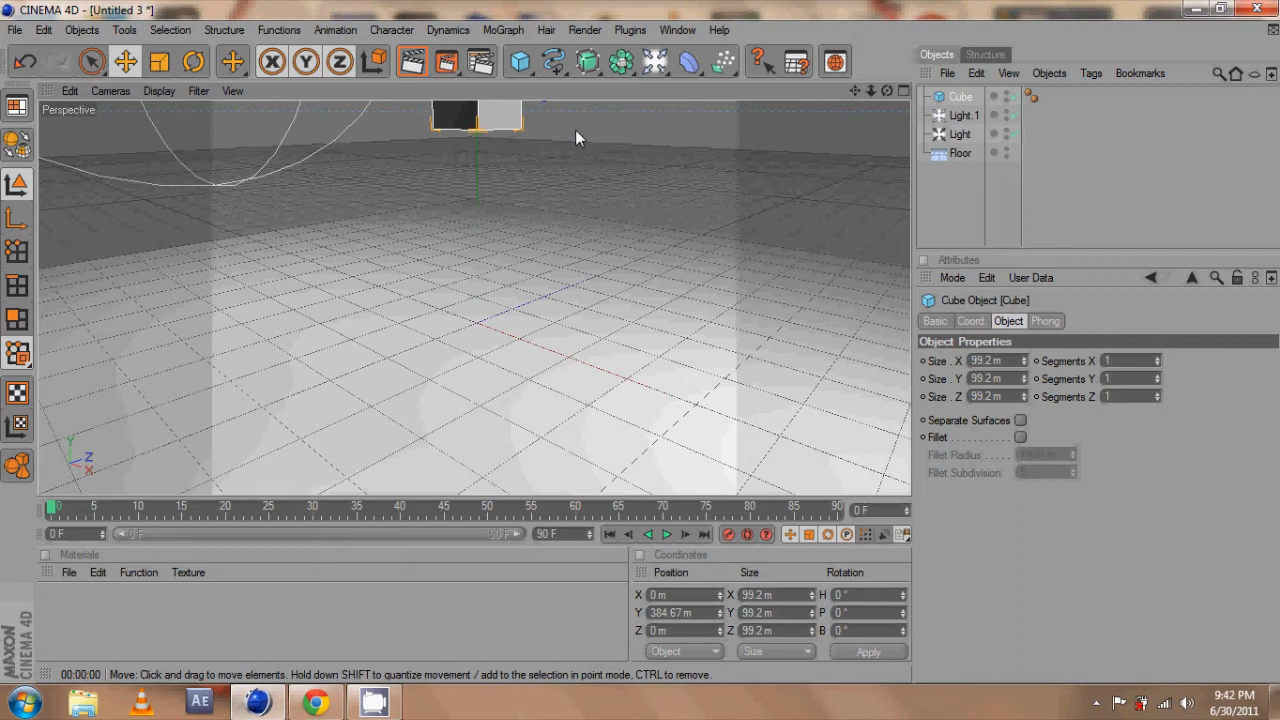 CINEMA 4D - [Untitled 3 *]
File Edit Objects Tools Selection Structure Functions Animation Character Dynamics MoGraph Hair Render Plugins Window Help
X Y Z
Objects Structure
Edit Cameras Display Filter View
File Edit View Objects Tags Bookmarks
Perspective
Cube
Light.1
Light
Floor
Attributes
Mode Edit User Data
Cube Object [Cube]
Basic Coord. Object Phong
Object Properties
Size . X 99.2 m Segments X 1
Size . Y 99.2 m Segments Y 1
Size . Z 99.2 m Segments Z 1
Separate Surfaces
Fillet
Fillet Radius
Fillet Subdivision 5
Y
Z
X
0 5 10 15 20 25 30 35 40 45 50 55 60 65 70 75 80 85 90 0 F
0 F 0 F 90 F 90 F
Materials
File Edit Function Texture
Coordinates
Position Size Rotation
X 0 m X 99.2 m H 0 °
Y 384.67 m Y 99.2 m P 0 °
Z 0 m Z 99.2 m B 0 °
Object Size Apply
MAXON
CINEMA 4D
00:00:00 Move: Click and drag to move elements. Hold down SHIFT to quantize movement / add to the selection in point mode, CTRL to remove.
Ae
9:42 PM
6/30/2011